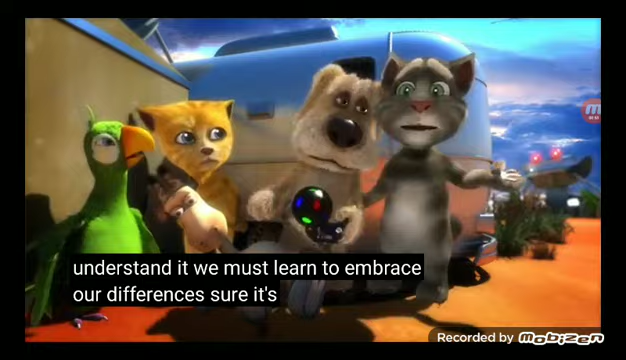 understand it we must learn to embrace
our differences sure it's
Recorded by Mobizen